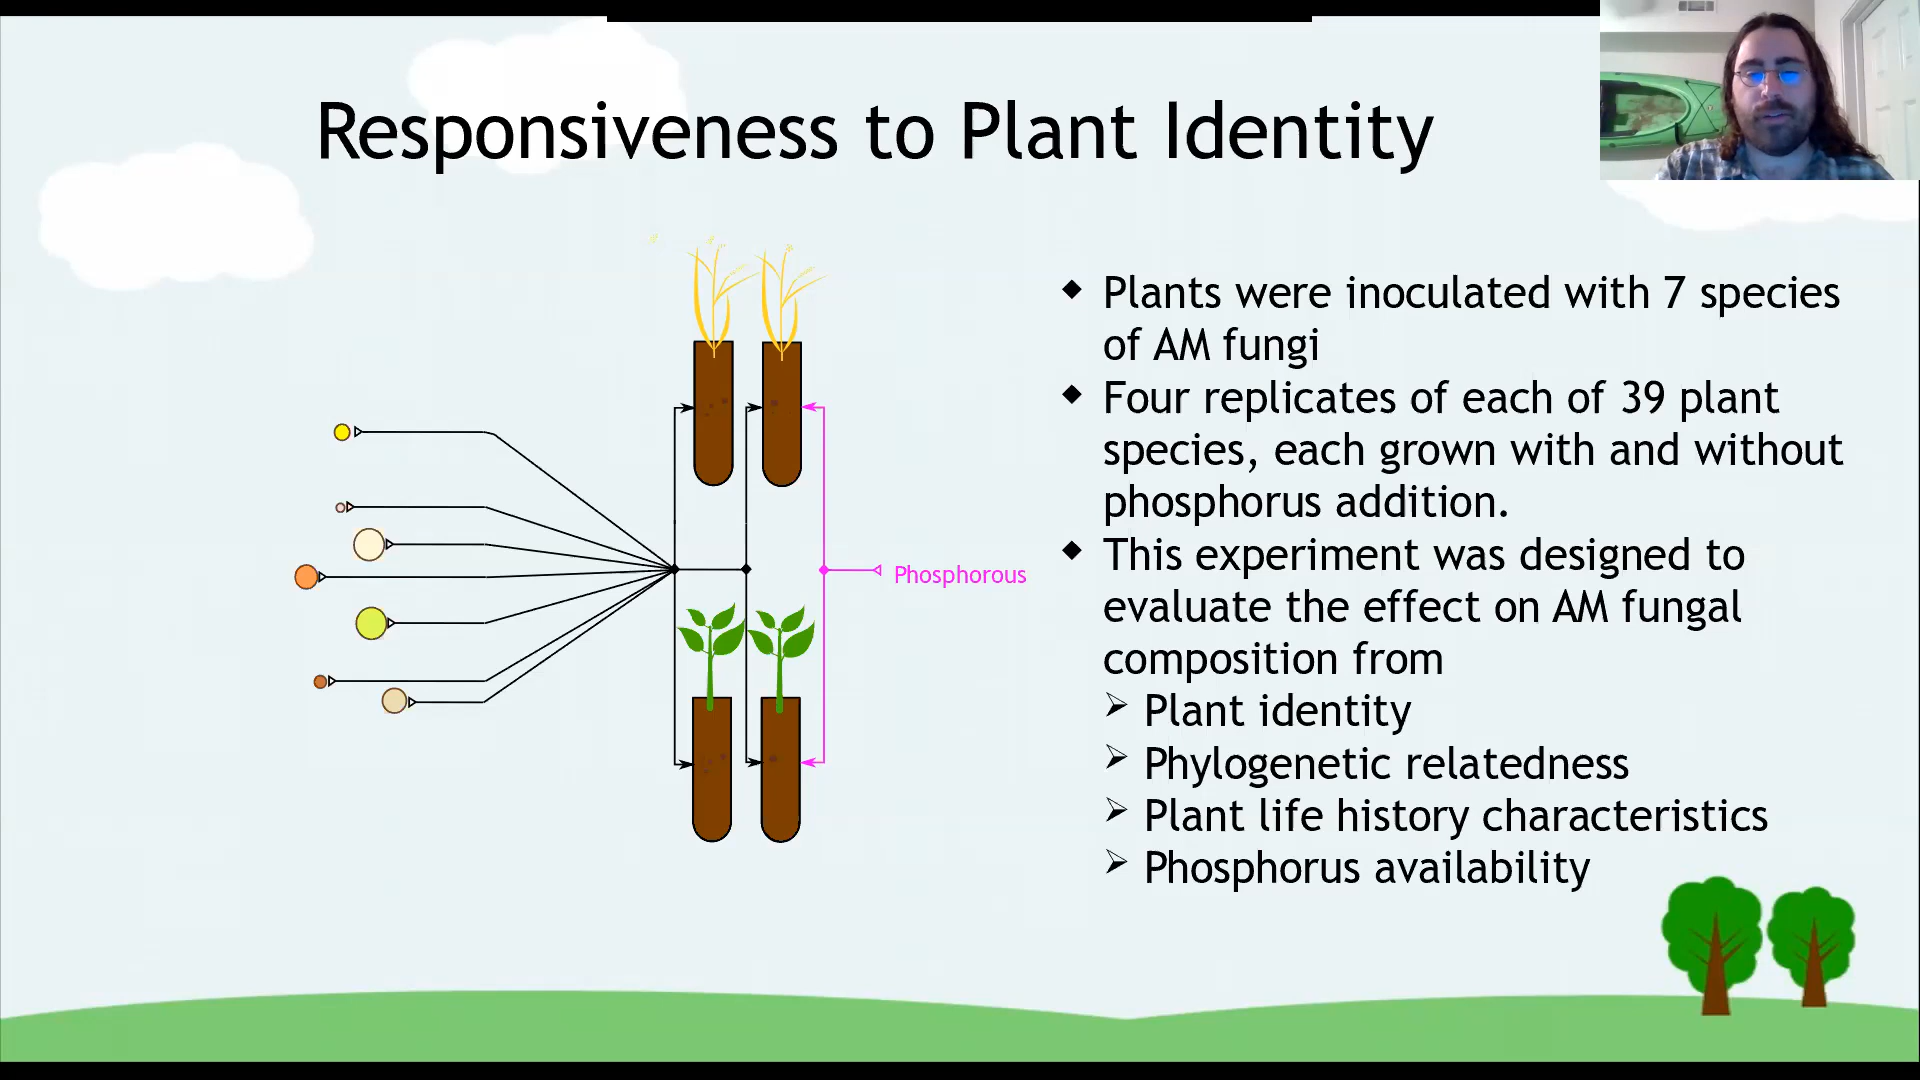 Responsiveness to Plant Identity
Plants were inoculated with 7 species
of AM fungi
Four replicates of each of 39 plant
species, each grown with and without
phosphorus addition.
This experiment was designed to
evaluate the effect on AM fungal
composition from
Plant identity
Phylogenetic relatedness
Plant life history characteristics
Phosphorus availability
Phosphorous